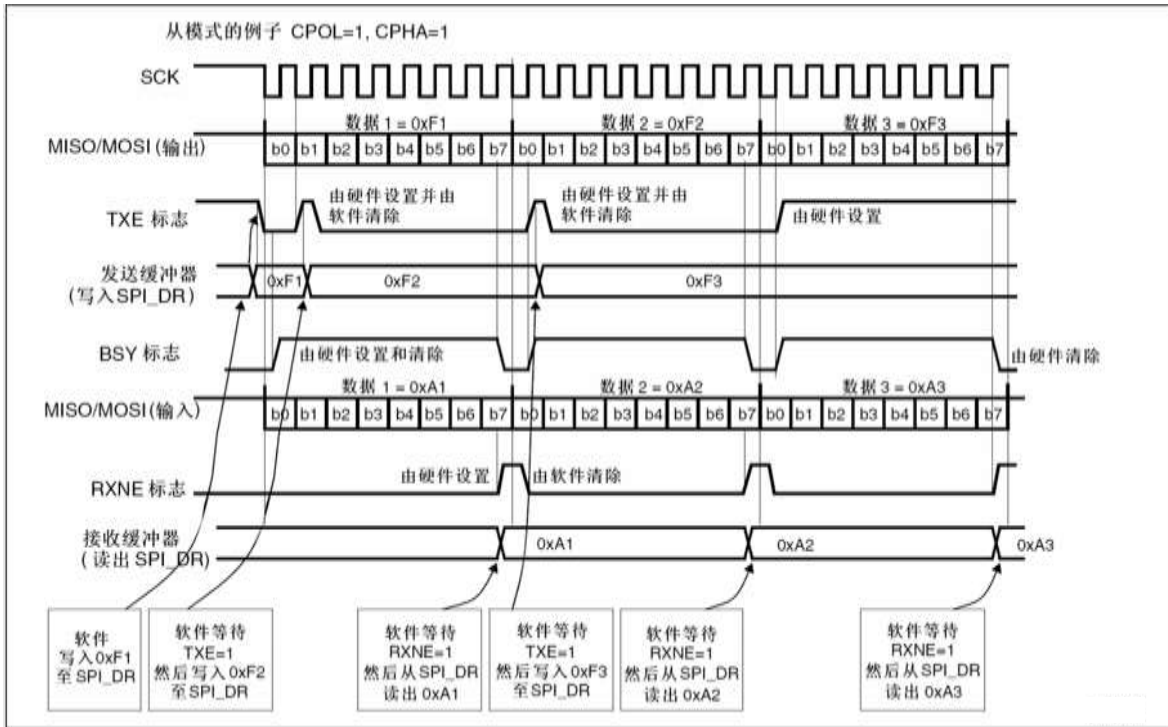 从模式的例子 CPOL=1, CPHA=1
SCK
数据 1 = 0xF1
数据 2 = 0xF2
数据 3 = 0xF3
MISO/MOSI (输出)
b0 b1 b2 b3 b4 b5 b6 b7 b0 b1 b2 b3 b4 b5 b6 b7 b0 b1 b2 b3 b4 b5 b6 b7
TXE 标志
由硬件设置并由
软件清除
由硬件设置并由
软件清除
由硬件设置
发送缓冲器
(写入SPI_DR)
0xF1
0xF2
0xF3
BSY 标志
由硬件设置和清除
由硬件清除
数据 1 = 0xA1
数据 2 = 0xA2
数据 3 = 0xA3
MISO/MOSI(输入)
b0 b1 b2 b3 b4 b5 b6 b7 b0 b1 b2 b3 b4 b5 b6 b7 b0 b1 b2 b3 b4 b5 b6 b7
RXNE 标志
由硬件设置
由软件清除
接收缓冲器
(读出 SPI_DR)
0xA1
0xA2
0xA3
软件
写入0xF1
至SPI_DR
软件等待
TXE=1
然后写入0xF2
至SPI_DR
软件等待
RXNE=1
然后从SPI_DR
读出 0xA1
软件等待
TXE=1
然后写入0xF3
至SPI_DR
软件等待
RXNE=1
然后从SPI_DR
读出 0xA2
软件等待
RXNE=1
然后从SPI_DR
读出 0xA3